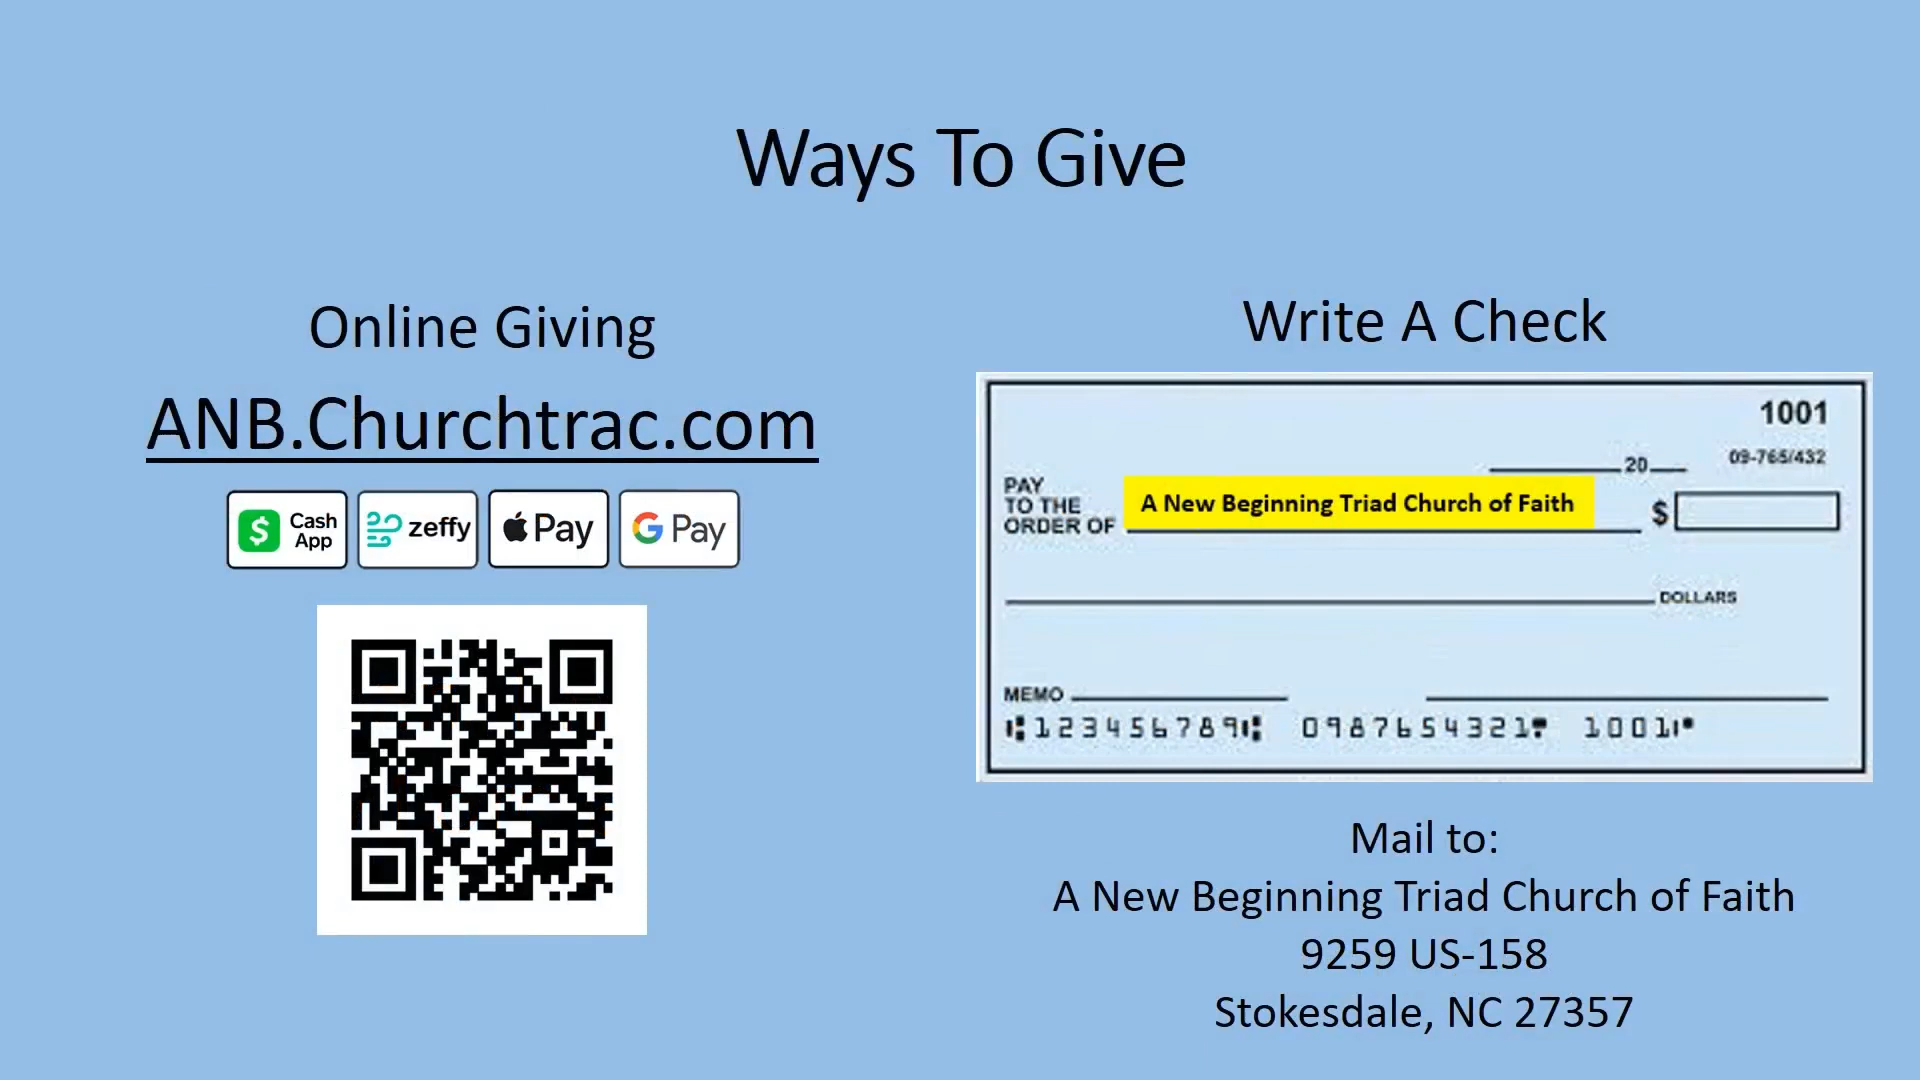 Ways To Give
Online Giving
ANB.Churchtrac.com
Cash App
zeffy
Pay
G Pay
Write A Check
1001
20
09-765/432
PAY
TO THE
ORDER OF
A New Beginning Triad Church of Faith
$
DOLLARS
MEMO
123456789 0987654321 1001
Mail to:
A New Beginning Triad Church of Faith
9259 US-158
Stokesdale, NC 27357